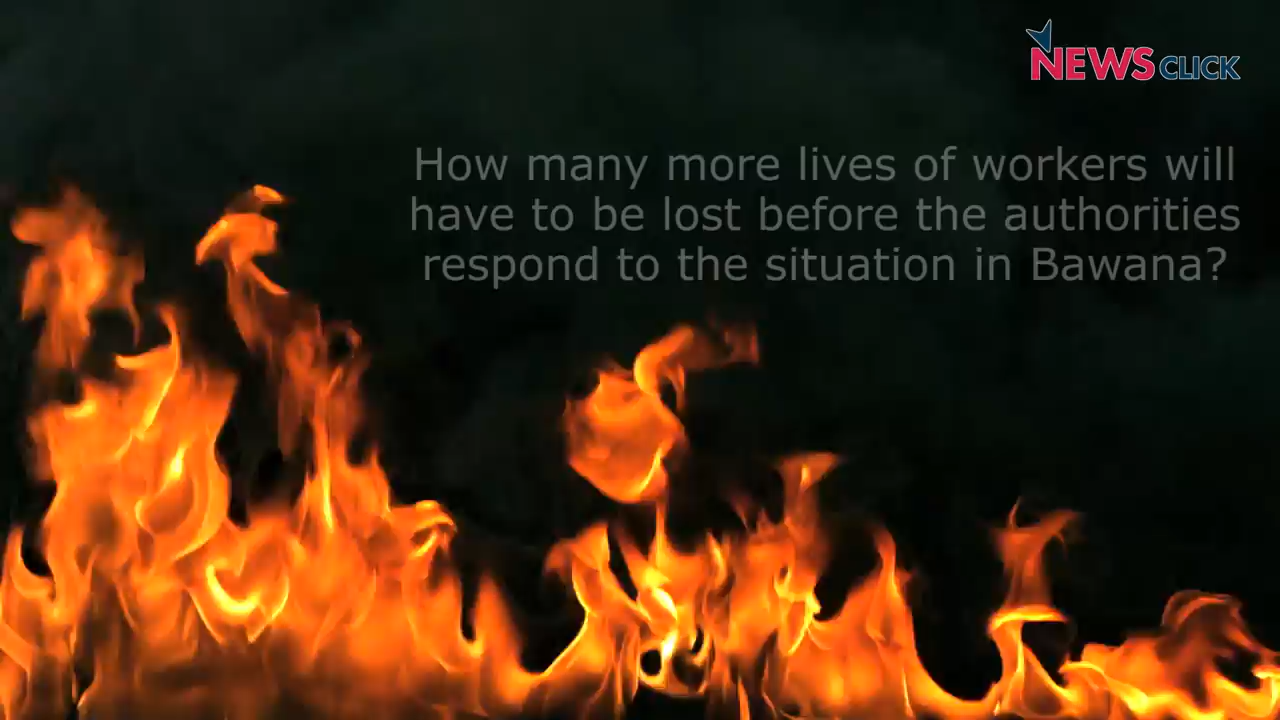 NEWSCLICK
How many more lives of workers will
have to be lost before the authorities
respond to the situation in Bawana?